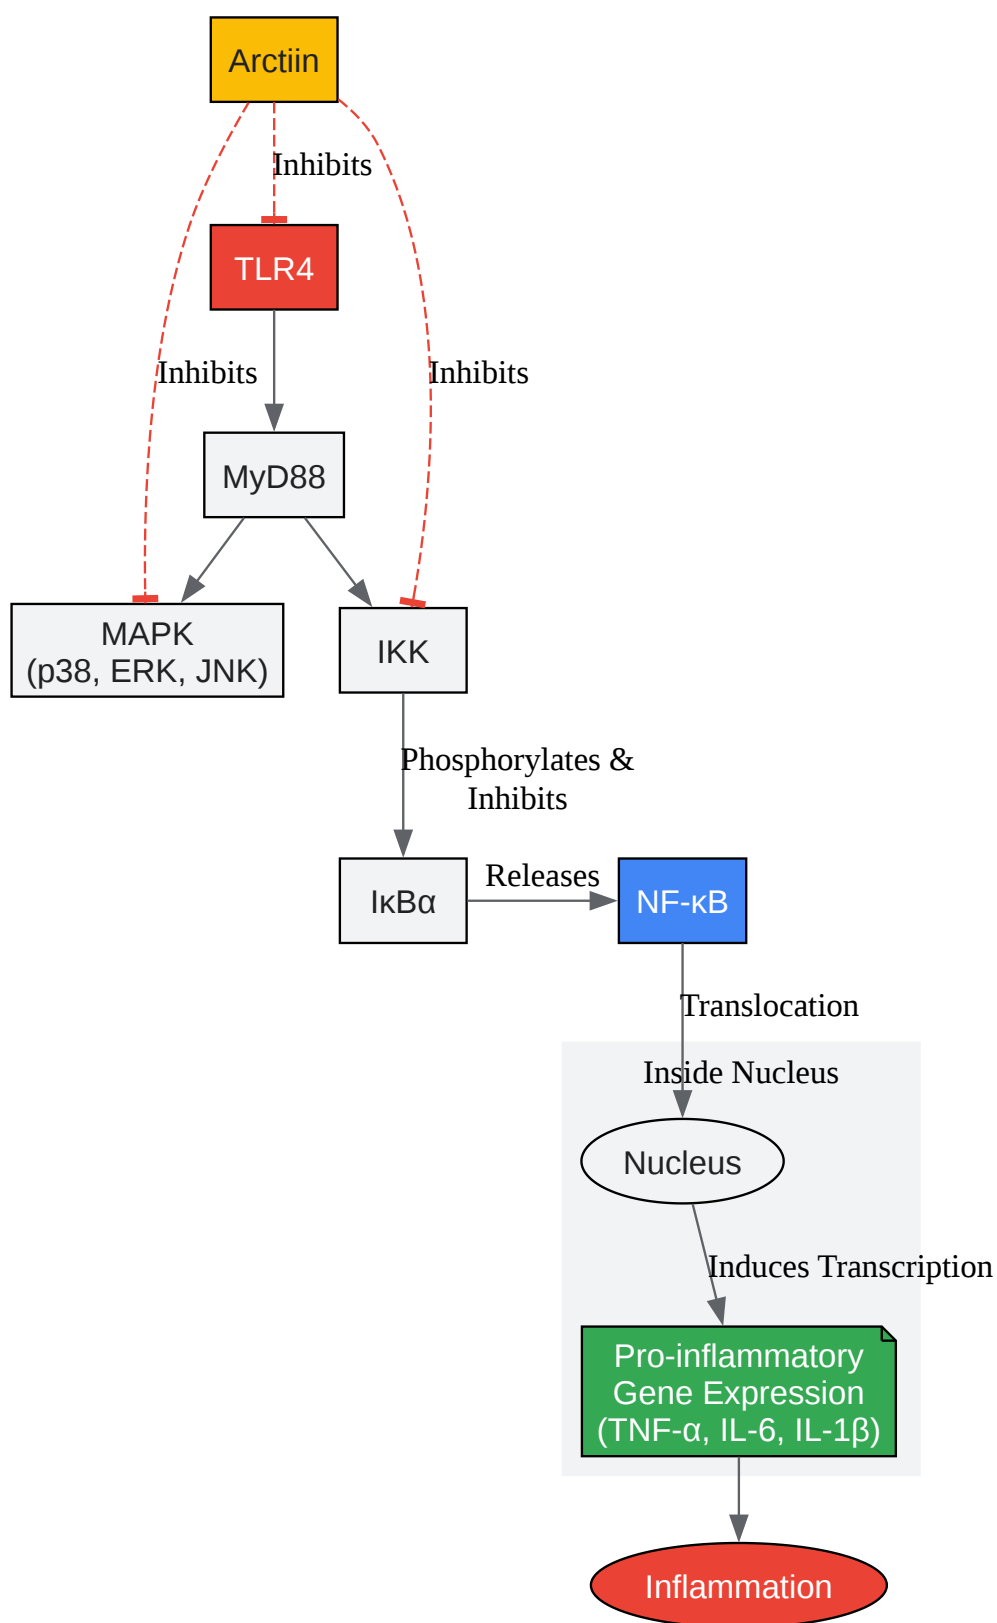 Arctiin
Inhibits
TLR4
Inhibits
Inhibits
MyD88
MAPK
(p38, ERK, JNK)
IKK
Phosphorylates &
Inhibits
IκBα
Releases
NF-κB
Translocation
Inside Nucleus
Nucleus
Induces Transcription
Pro-inflammatory
Gene Expression
(TNF-α, IL-6, IL-1β)
Inflammation